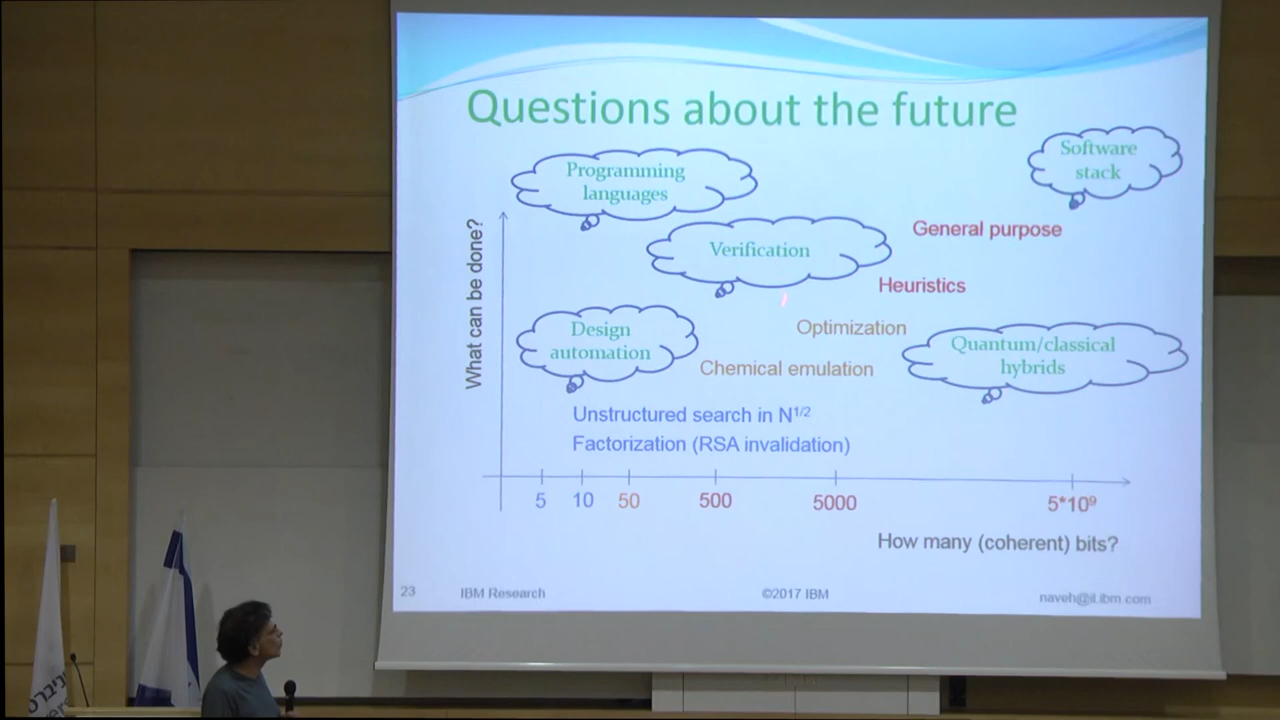 Questions about the future
Software
stack
Programming
languages
General purpose
Verification
What can be done?
Heuristics
Optimization
Design
automation
Quantum/classical
hybrids
Chemical emulation
Unstructured search in N1/2
Factorization (RSA invalidation)
5 10 50 500 5000 5*10⁹
How many (coherent) bits?
23 IBM Research ©2017 IBM naveh@il.ibm.com